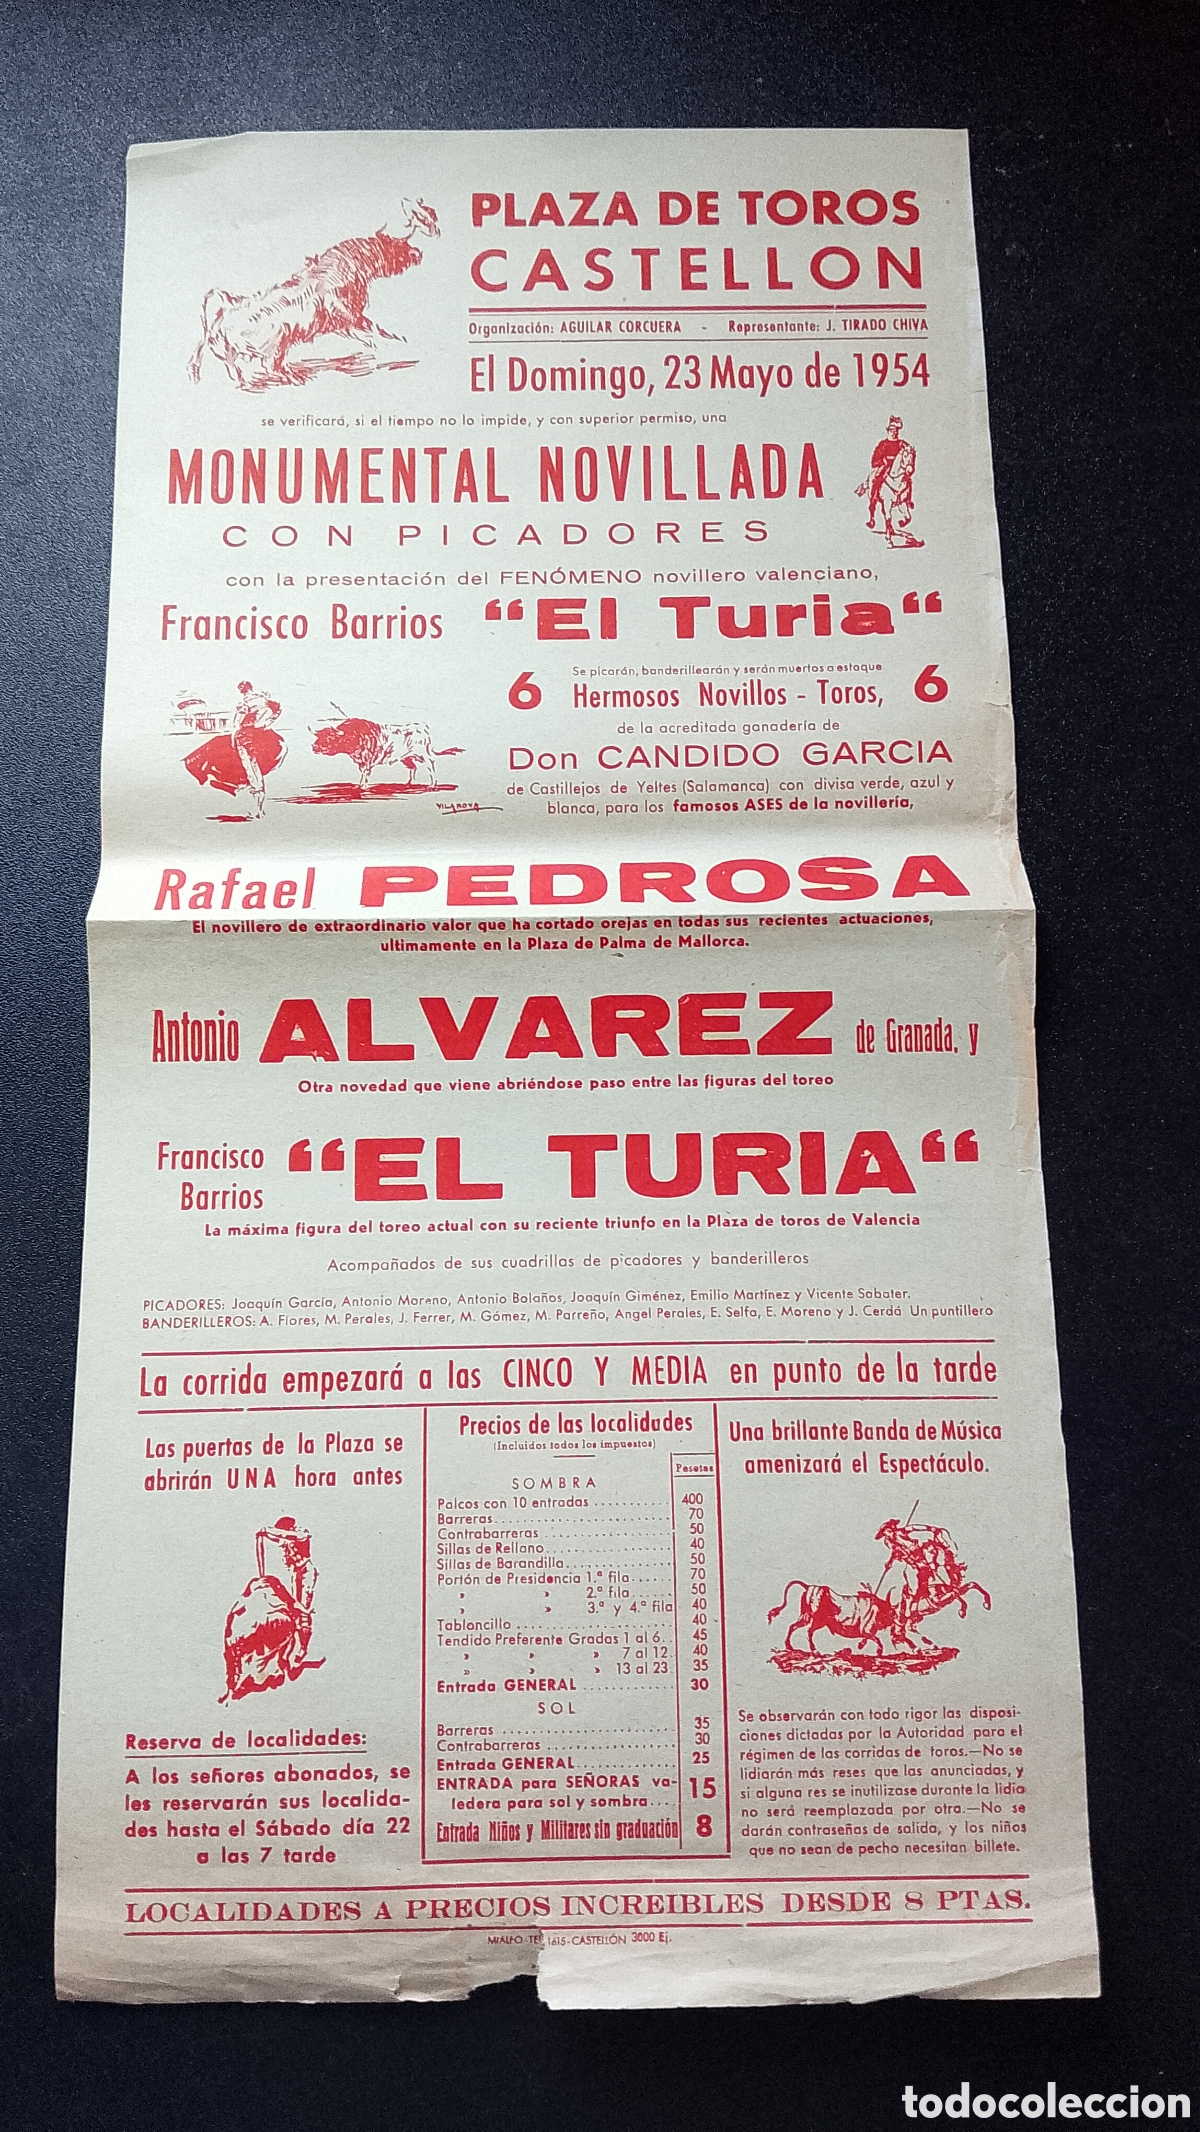 PLAZA DE TOROS
CASTELLON
Organización: AGUILAR CORCUERA - Representante: J. TIRADO CHIVA
El Domingo, 23 Mayo de 1954
se verificará, si el tiempo no lo impide, y con superior permiso, una
MONUMENTAL NOVILLADA
CON PICADORES
con la presentación del FENÓMENO novillero valenciano,
Francisco Barrios "El Turia"
Se picarán, banderillearán y serán muertos a estoque
6 Hermosos Novillos - Toros, 6
de la acreditada ganadería de
Don CANDIDO GARCIA
de Castillejos de Yeltes (Salamanca) con divisa verde, azul y
blanca, para los famosos ASES de la novillería,
VILANOVA
Rafael PEDROSA
El novillero de extraordinario valor que ha cortado orejas en todas sus recientes actuaciones,
ultimamente en la Plaza de Palma de Mallorca.
Antonio ALVAREZ de Granada, y
Otra novedad que viene abriéndose paso entre las figuras del toreo
Francisco Barrios "EL TURIA"
La máxima figura del toreo actual con su reciente triunfo en la Plaza de toros de Valencia
Acompañados de sus cuadrillas de picadores y banderilleros
PICADORES: Joaquín García, Antonio Moreno, Antonio Bolaños, Joaquín Giménez, Emilio Martínez y Vicente Sabater.
BANDERILLEROS: A. Flores, M. Perales, J. Ferrer, M. Gómez, M. Parreño, Angel Perales, E. Selfa, E. Moreno y J. Cerdá Un puntillero
La corrida empezará a las CINCO Y MEDIA en punto de la tarde
Las puertas de la Plaza se
abrirán UNA hora antes
Reserva de localidades:
A los señores abonados, se
les reservarán sus localida-
des hasta el Sábado día 22
a las 7 tarde
Precios de las localidades
(Incluidos todos los impuestos)
Pesetas
SOMBRA
Palcos con 10 entradas ........... 400
Barreras........................... 70
Contrabarreras .................... 50
Sillas de Rellano.................. 40
Sillas de Barandilla............... 50
Portón de Presidencia 1.ª fila...... 70
» » 2.ª fila...... 50
» » 3.ª y 4.ª fila 40
Tabloncillo ....................... 40
Tendido Preferente Gradas 1 al 6.. 45
» » » 7 al 12. 40
» » » 13 al 23. 35
Entrada GENERAL ............ 30
SOL
Barreras .......................... 35
Contrabarreras .................... 30
Entrada GENERAL............. 25
ENTRADA para SEÑORAS va-
ledera para sol y sombra.... 15
Entrada Niños y Militares sin graduación 8
Una brillante Banda de Música
amenizará el Espectáculo.
Se observarán con todo rigor las disposi-
ciones dictadas por la Autoridad para el
régimen de las corridas de toros.—No se
lidiarán más reses que las anunciadas, y
si alguna res se inutilizase durante la lidia
no será reemplazada por otra.—No se
darán contraseñas de salida, y los niños
que no sean de pecho necesitan billete.
LOCALIDADES A PRECIOS INCREIBLES DESDE 8 PTAS.
MIALFO-TEL. 1615-CASTELLÓN 3000 Ej.
todocoleccion